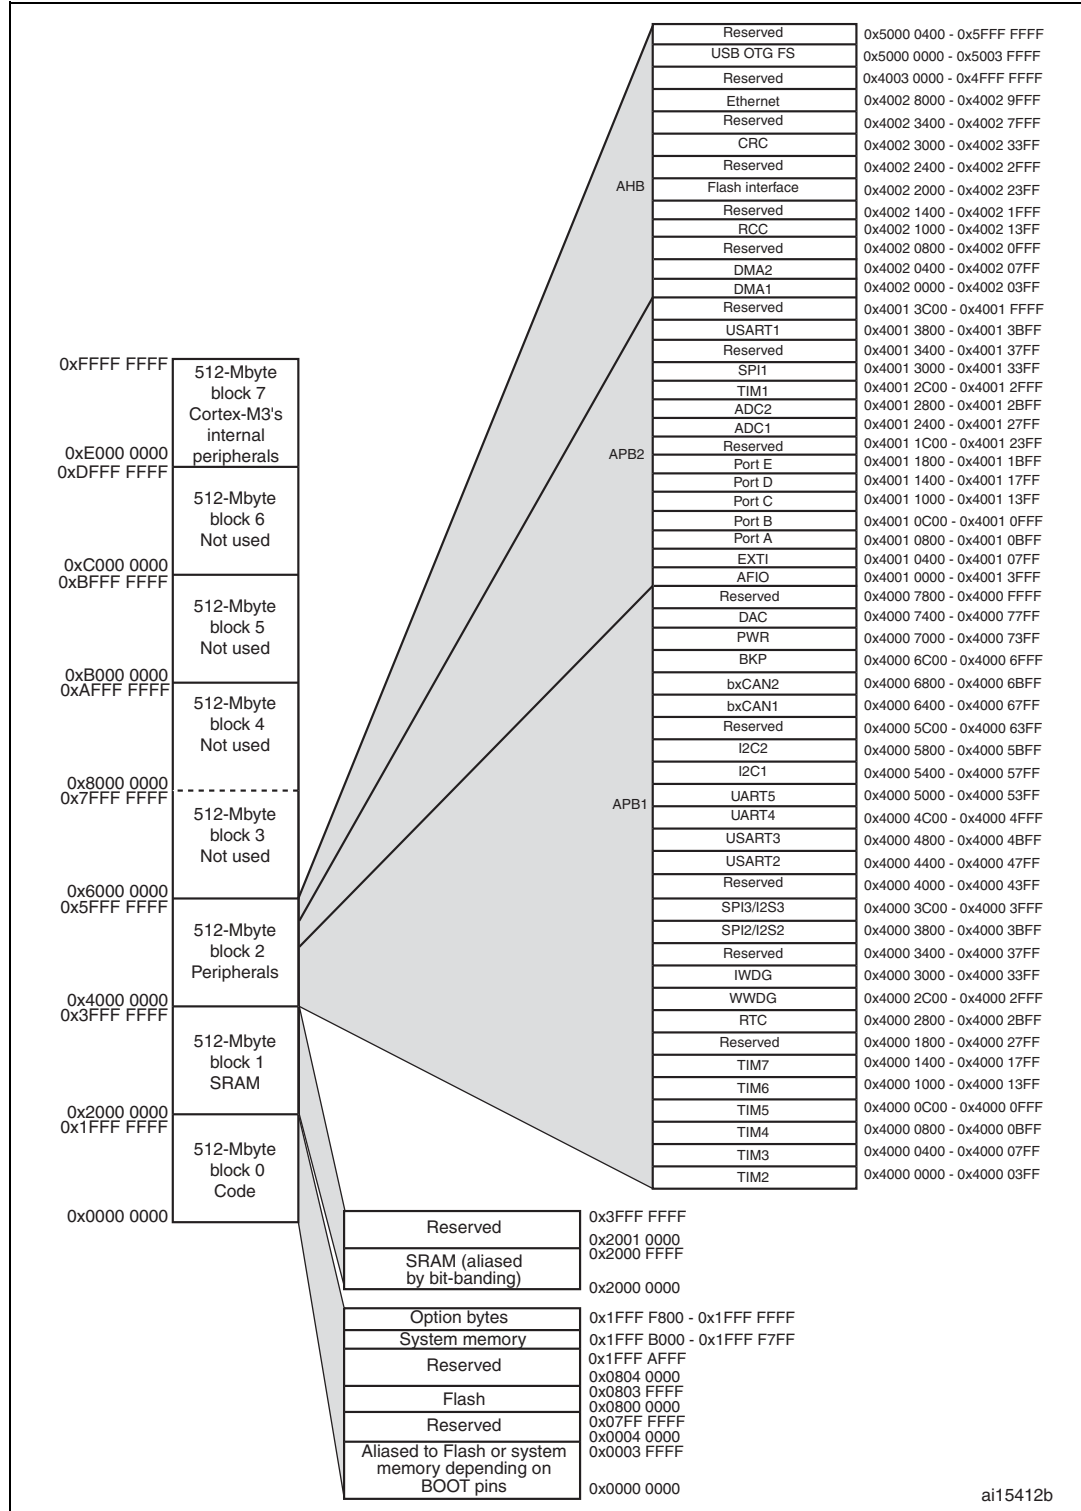 Reserved 0x5000 0400 - 0x5FFF FFFF
USB OTG FS 0x5000 0000 - 0x5003 FFFF
Reserved 0x4003 0000 - 0x4FFF FFFF
Ethernet 0x4002 8000 - 0x4002 9FFF
Reserved 0x4002 3400 - 0x4002 7FFF
CRC 0x4002 3000 - 0x4002 33FF
Reserved 0x4002 2400 - 0x4002 2FFF
AHB
Flash interface 0x4002 2000 - 0x4002 23FF
Reserved 0x4002 1400 - 0x4002 1FFF
RCC 0x4002 1000 - 0x4002 13FF
Reserved 0x4002 0800 - 0x4002 0FFF
DMA2 0x4002 0400 - 0x4002 07FF
DMA1 0x4002 0000 - 0x4002 03FF
Reserved 0x4001 3C00 - 0x4001 FFFF
USART1 0x4001 3800 - 0x4001 3BFF
Reserved 0x4001 3400 - 0x4001 37FF
SPI1 0x4001 3000 - 0x4001 33FF
TIM1 0x4001 2C00 - 0x4001 2FFF
ADC2 0x4001 2800 - 0x4001 2BFF
ADC1 0x4001 2400 - 0x4001 27FF
Reserved 0x4001 1C00 - 0x4001 23FF
APB2
Port E 0x4001 1800 - 0x4001 1BFF
Port D 0x4001 1400 - 0x4001 17FF
Port C 0x4001 1000 - 0x4001 13FF
Port B 0x4001 0C00 - 0x4001 0FFF
Port A 0x4001 0800 - 0x4001 0BFF
EXTI 0x4001 0400 - 0x4001 07FF
AFIO 0x4001 0000 - 0x4001 3FFF
Reserved 0x4000 7800 - 0x4000 FFFF
DAC 0x4000 7400 - 0x4000 77FF
PWR 0x4000 7000 - 0x4000 73FF
BKP 0x4000 6C00 - 0x4000 6FFF
bxCAN2 0x4000 6800 - 0x4000 6BFF
bxCAN1 0x4000 6400 - 0x4000 67FF
Reserved 0x4000 5C00 - 0x4000 63FF
I2C2 0x4000 5800 - 0x4000 5BFF
I2C1 0x4000 5400 - 0x4000 57FF
APB1
UART5 0x4000 5000 - 0x4000 53FF
UART4 0x4000 4C00 - 0x4000 4FFF
USART3 0x4000 4800 - 0x4000 4BFF
USART2 0x4000 4400 - 0x4000 47FF
Reserved 0x4000 4000 - 0x4000 43FF
SPI3/I2S3 0x4000 3C00 - 0x4000 3FFF
SPI2/I2S2 0x4000 3800 - 0x4000 3BFF
Reserved 0x4000 3400 - 0x4000 37FF
IWDG 0x4000 3000 - 0x4000 33FF
WWDG 0x4000 2C00 - 0x4000 2FFF
RTC 0x4000 2800 - 0x4000 2BFF
Reserved 0x4000 1800 - 0x4000 27FF
TIM7 0x4000 1400 - 0x4000 17FF
TIM6 0x4000 1000 - 0x4000 13FF
TIM5 0x4000 0C00 - 0x4000 0FFF
TIM4 0x4000 0800 - 0x4000 0BFF
TIM3 0x4000 0400 - 0x4000 07FF
TIM2 0x4000 0000 - 0x4000 03FF
0xFFFF FFFF
512-Mbyte
block 7
Cortex-M3's
internal
peripherals
0xE000 0000
0xDFFF FFFF
512-Mbyte
block 6
Not used
0xC000 0000
0xBFFF FFFF
512-Mbyte
block 5
Not used
0xB000 0000
0xAFFF FFFF
512-Mbyte
block 4
Not used
0x8000 0000
0x7FFF FFFF
512-Mbyte
block 3
Not used
0x6000 0000
0x5FFF FFFF
512-Mbyte
block 2
Peripherals
0x4000 0000
0x3FFF FFFF
512-Mbyte
block 1
SRAM
0x2000 0000
0x1FFF FFFF
512-Mbyte
block 0
Code
0x0000 0000
0x3FFF FFFF
Reserved
0x2001 0000
0x2000 FFFF
SRAM (aliased
by bit-banding)
0x2000 0000
Option bytes 0x1FFF F800 - 0x1FFF FFFF
System memory 0x1FFF B000 - 0x1FFF F7FF
0x1FFF AFFF
Reserved
0x0804 0000
0x0803 FFFF
Flash
0x0800 0000
0x07FF FFFF
Reserved
0x0004 0000
0x0003 FFFF
Aliased to Flash or system
memory depending on
BOOT pins
0x0000 0000
ai15412b